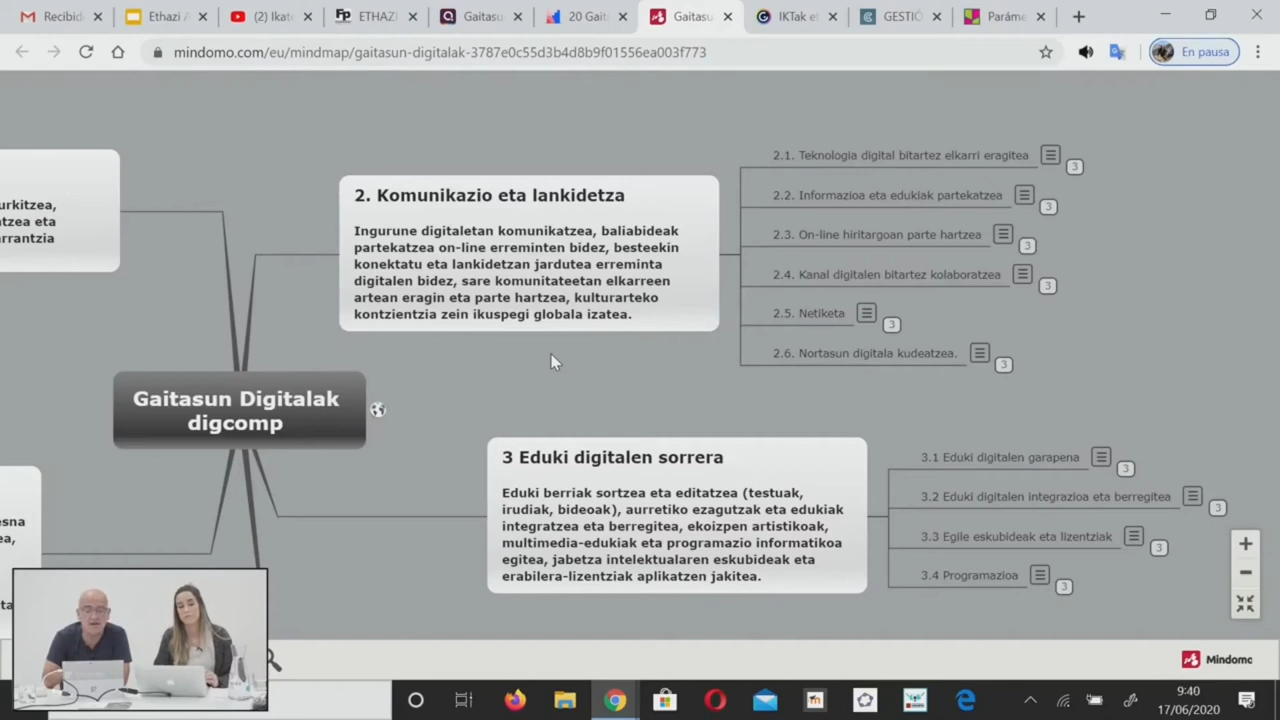 Recibid
Ethazi A
(2) Ikate
ETHAZI
Gaitasu
20 Gait
Gaitasu
IKTak et
GESTIÓ
Paráme
mindomo.com/eu/mindmap/gaitasun-digitalak-3787e0c55d3b4d8b9f01556ea003f773
En pausa
urkitzea,
atzea eta
arrantzia
2. Komunikazio eta lankidetza
Ingurune digitaletan komunikatzea, baliabideak
partekatzea on-line erreminten bidez, besteekin
konektatu eta lankidetzan jardutea erreminta
digitalen bidez, sare komunitateetan elkarreen
artean eragin eta parte hartzea, kulturarteko
kontzientzia zein ikuspegi globala izatea.
2.1. Teknologia digital bitartez elkarri eragitea
3
2.2. Informazioa eta edukiak partekatzea
3
2.3. On-line hiritargoan parte hartzea
3
2.4. Kanal digitalen bitartez kolaboratzea
3
2.5. Netiketa
3
2.6. Nortasun digitala kudeatzea.
3
Gaitasun Digitalak
digcomp
3 Eduki digitalen sorrera
Eduki berriak sortzea eta editatzea (testuak,
irudiak, bideoak), aurretiko ezagutzak eta edukiak
integratzea eta berregitea, ekoizpen artistikoak,
multimedia-edukiak eta programazio informatikoa
egitea, jabetza intelektualaren eskubideak eta
erabilera-lizentziak aplikatzen jakitea.
3.1 Eduki digitalen garapena
3
3.2 Eduki digitalen integrazioa eta berregitea
3
3.3 Egile eskubideak eta lizentziak
3
3.4 Programazioa
3
esna
ea,
ta
Mindomo
9:40
17/06/2020